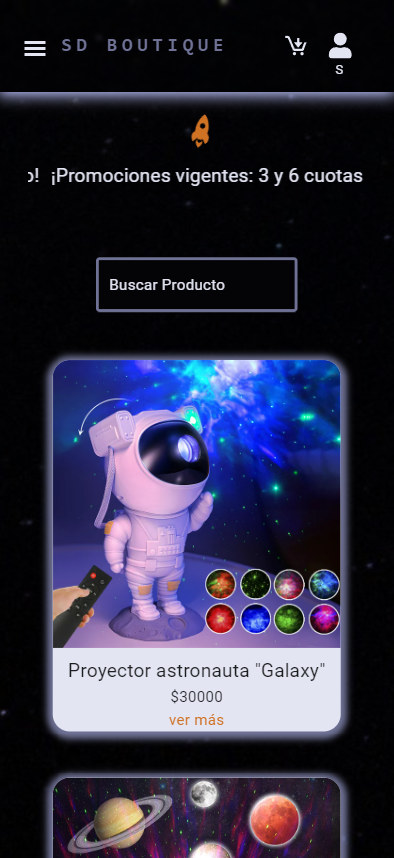 SD BOUTIQUE
S
o! ¡Promociones vigentes: 3 y 6 cuotas
Buscar Producto
Proyector astronauta "Galaxy"
$30000
ver más